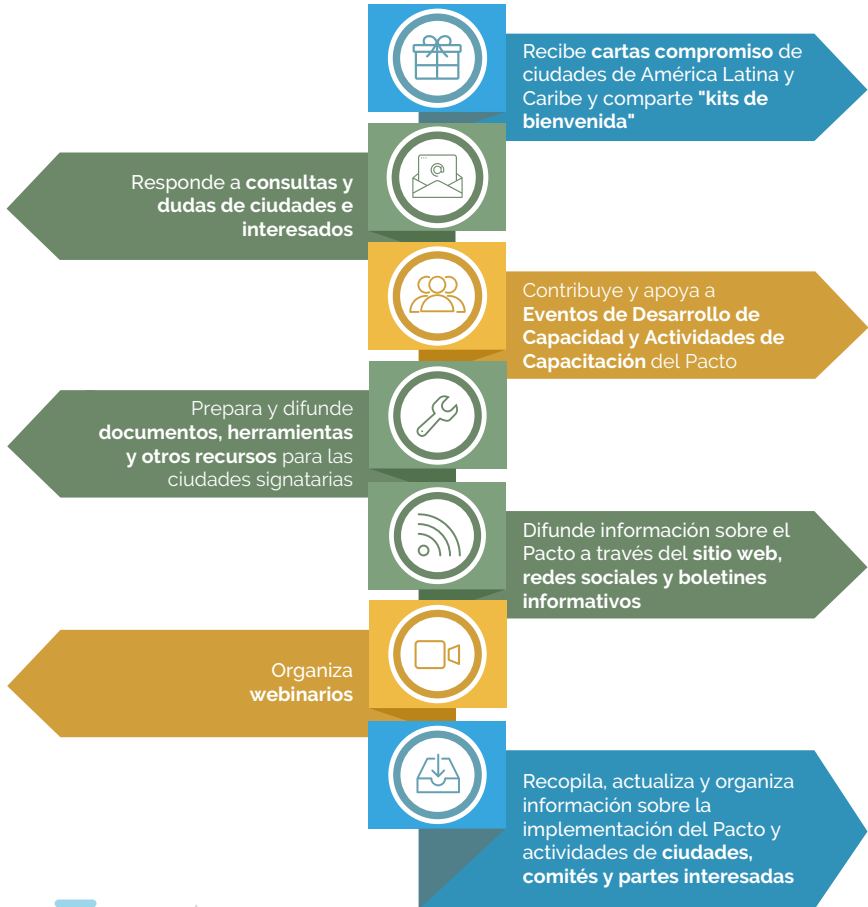 Recibe cartas compromiso de
ciudades de América Latina y
Caribe y comparte "kits de
bienvenida"
Responde a consultas y
dudas de ciudades e
interesados
Contribuye y apoya a
Eventos de Desarrollo de
Capacidad y Actividades de
Capacitación del Pacto
Prepara y difunde
documentos, herramientas
y otros recursos para las
ciudades signatarias
Difunde información sobre el
Pacto a través del sitio web,
redes sociales y boletines
informativos
Organiza
webinarios
Recopila, actualiza y organiza
información sobre la
implementación del Pacto y
actividades de ciudades,
comités y partes interesadas